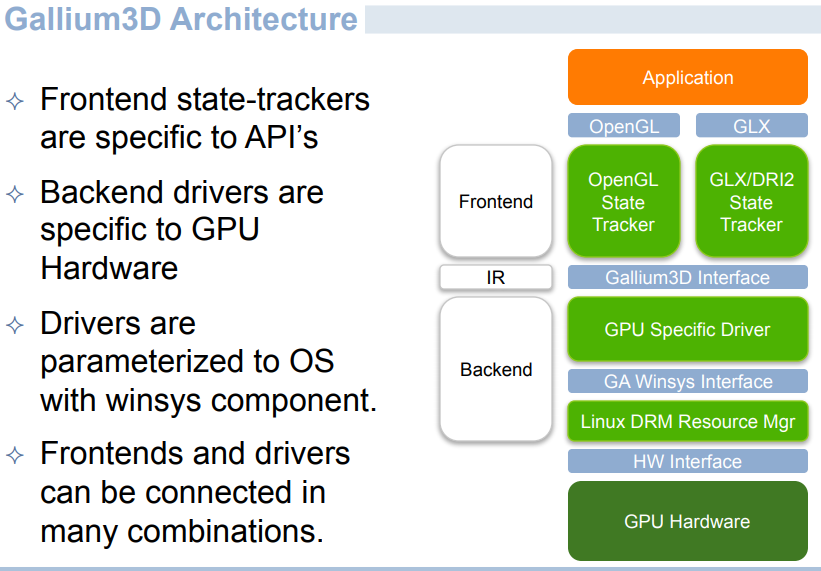 Gallium3D Architecture
Frontend state-trackers
are specific to API's
Backend drivers are
specific to GPU
Hardware
Drivers are
parameterized to OS
with winsys component.
Frontends and drivers
can be connected in
many combinations.
Application
OpenGL
GLX
Frontend
OpenGL
State
Tracker
GLX/DRI2
State
Tracker
IR
Gallium3D Interface
Backend
GPU Specific Driver
GA Winsys Interface
Linux DRM Resource Mgr
HW Interface
GPU Hardware